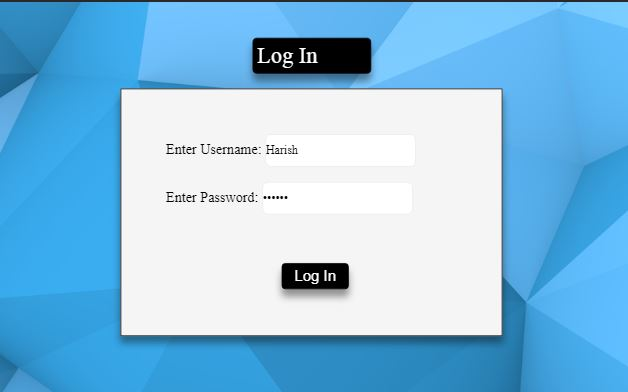 Log In
Enter Username: Harish
Enter Password: ••••••
Log In